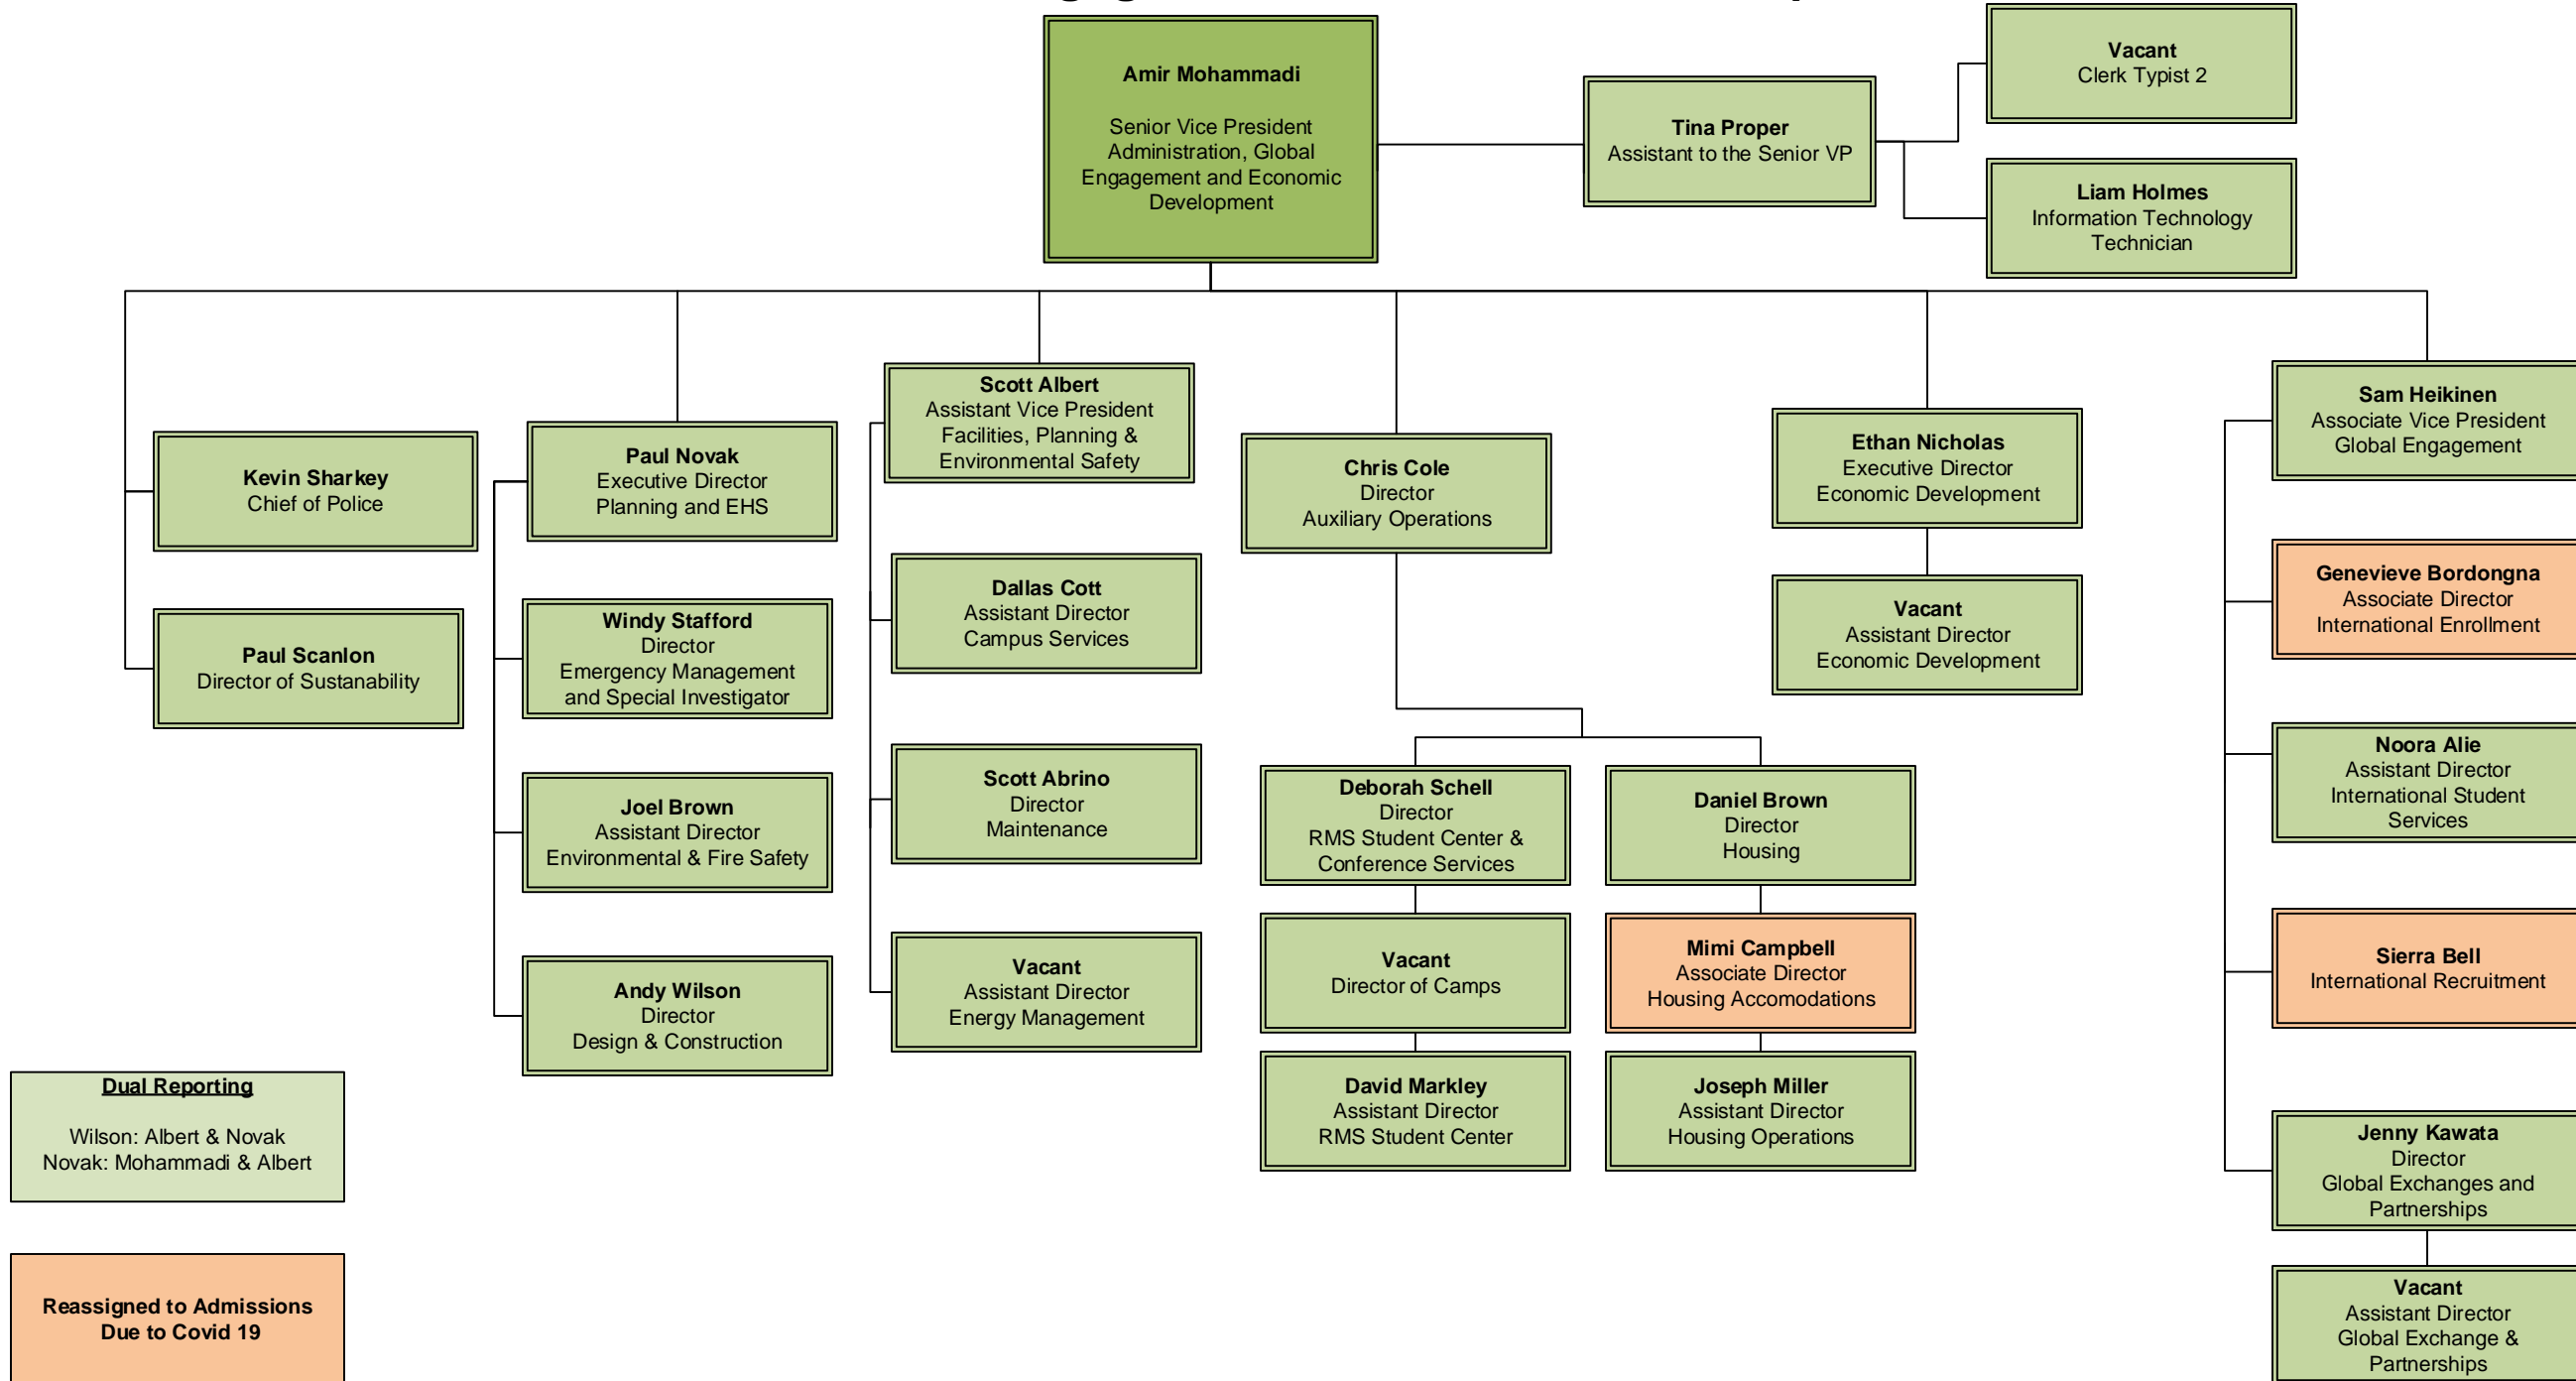 Amir Mohammadi
Senior Vice President
Administration, Global
Engagement and Economic
Development
Tina Proper
Assistant to the Senior VP
Vacant
Clerk Typist 2
Liam Holmes
Information Technology
Technician
Kevin Sharkey
Chief of Police
Paul Scanlon
Director of Sustanability
Paul Novak
Executive Director
Planning and EHS
Windy Stafford
Director
Emergency Management
and Special Investigator
Joel Brown
Assistant Director
Environmental & Fire Safety
Andy Wilson
Director
Design & Construction
Scott Albert
Assistant Vice President
Facilities, Planning &
Environmental Safety
Dallas Cott
Assistant Director
Campus Services
Scott Abrino
Director
Maintenance
Vacant
Assistant Director
Energy Management
Chris Cole
Director
Auxiliary Operations
Deborah Schell
Director
RMS Student Center &
Conference Services
Vacant
Director of Camps
David Markley
Assistant Director
RMS Student Center
Daniel Brown
Director
Housing
Mimi Campbell
Associate Director
Housing Accomodations
Joseph Miller
Assistant Director
Housing Operations
Ethan Nicholas
Executive Director
Economic Development
Vacant
Assistant Director
Economic Development
Sam Heikinen
Associate Vice President
Global Engagement
Genevieve Bordongna
Associate Director
International Enrollment
Noora Alie
Assistant Director
International Student
Services
Sierra Bell
International Recruitment
Jenny Kawata
Director
Global Exchanges and
Partnerships
Vacant
Assistant Director
Global Exchange &
Partnerships
Dual Reporting
Wilson: Albert & Novak
Novak: Mohammadi & Albert
Reassigned to Admissions
Due to Covid 19